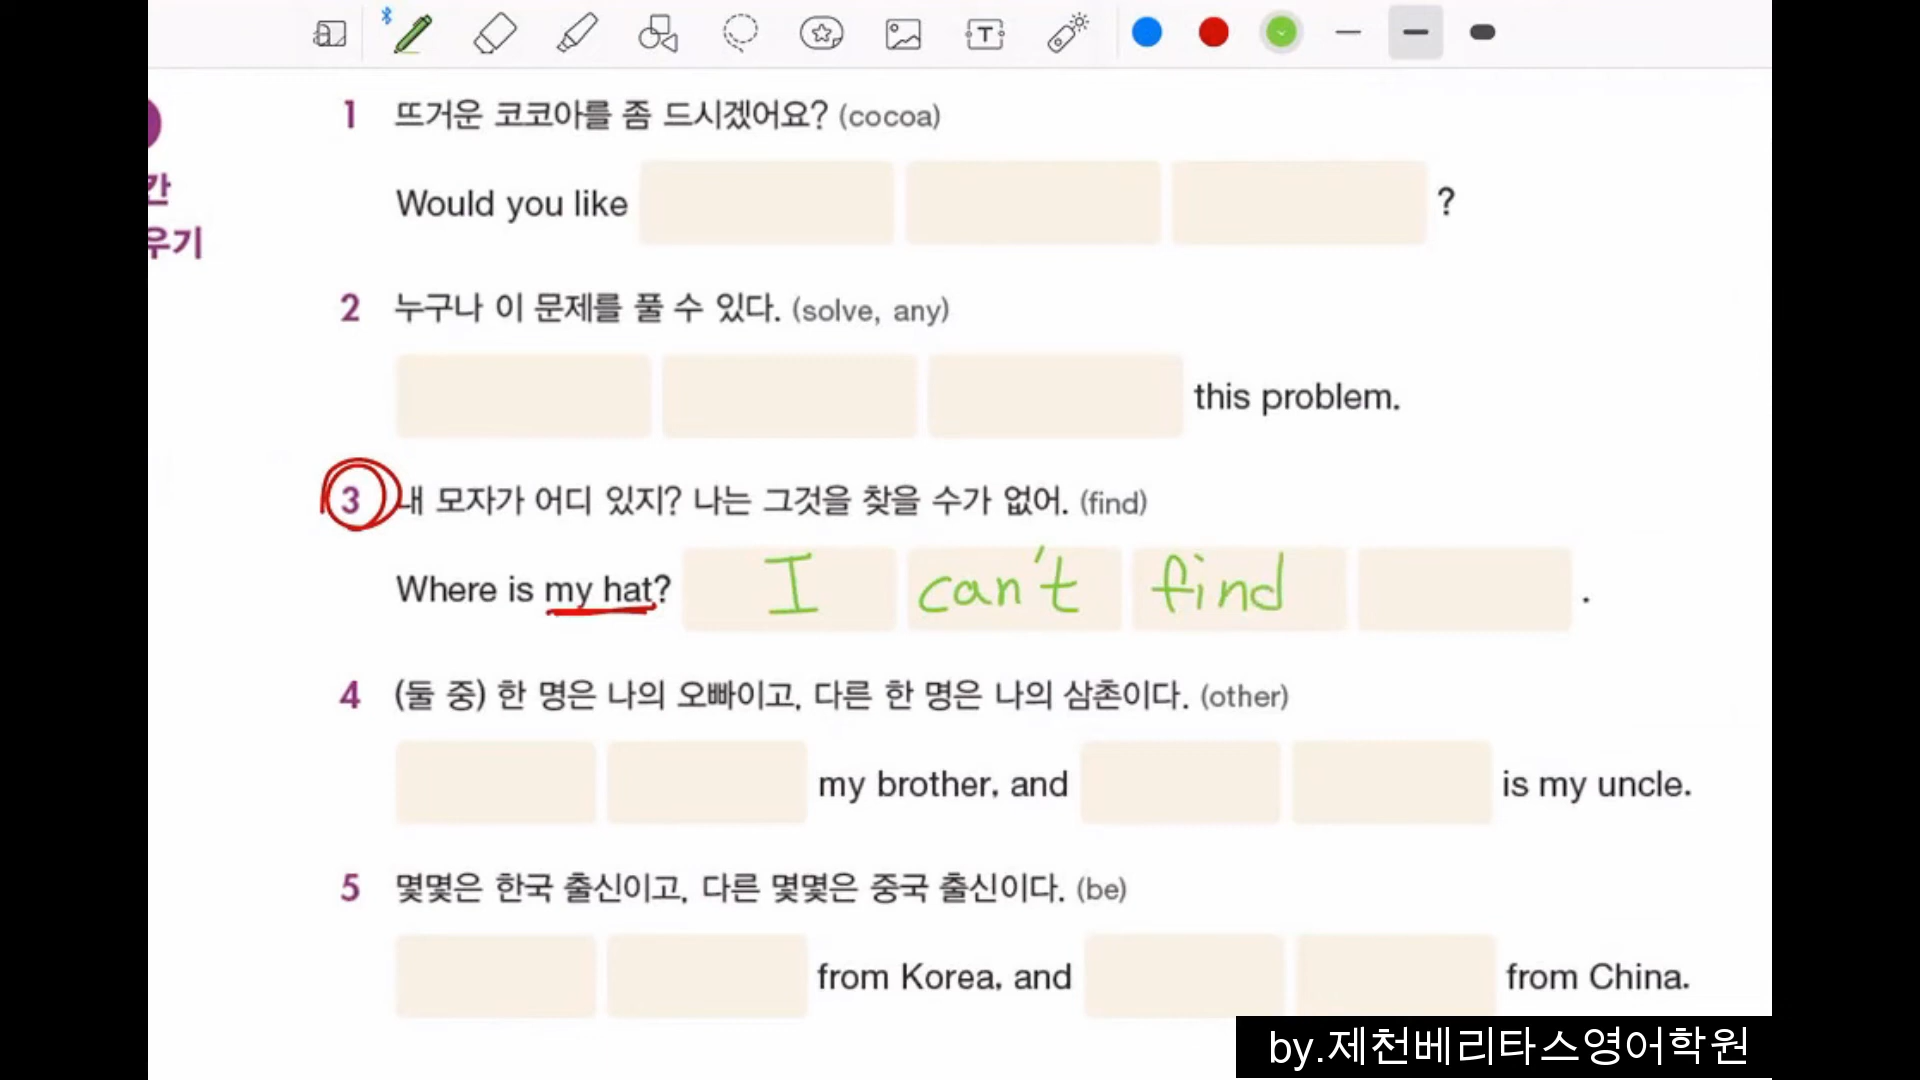 1 뜨거운 코코아를 좀 드시겠어요? (cocoa)
칸
우기
Would you like ?
2 누구나 이 문제를 풀 수 있다. (solve, any)
this problem.
3 내 모자가 어디 있지? 나는 그것을 찾을 수가 없어. (find)
Where is my hat? I can't find .
4 (둘 중) 한 명은 나의 오빠이고, 다른 한 명은 나의 삼촌이다. (other)
my brother, and is my uncle.
5 몇몇은 한국 출신이고, 다른 몇몇은 중국 출신이다. (be)
from Korea, and from China.
by.제천베리타스영어학원